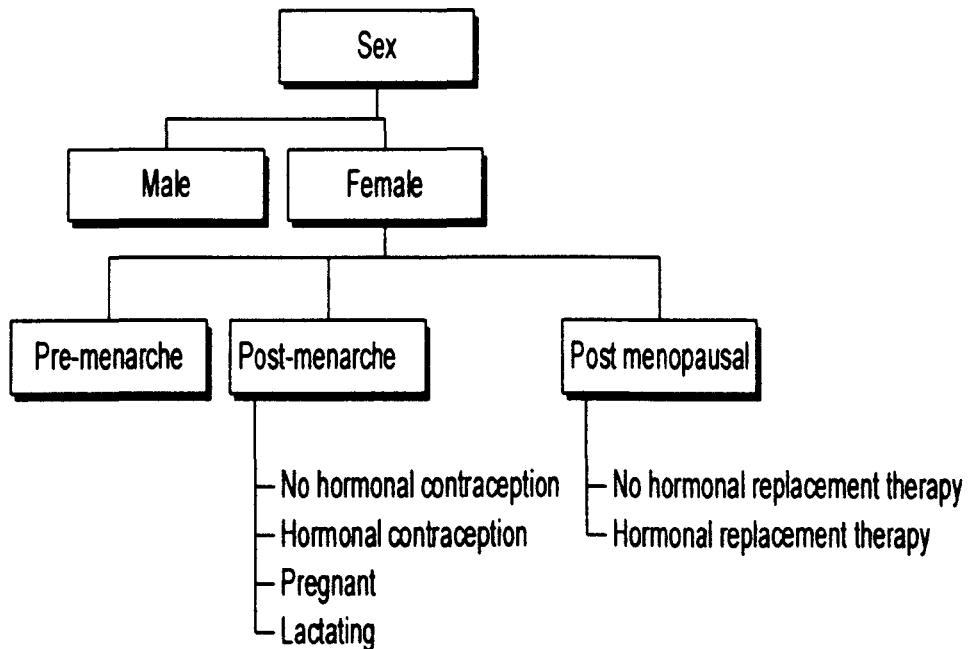 Sex
Male
Female
Pre-menarche
Post-menarche
Post menopausal
No hormonal contraception
Hormonal contraception
Pregnant
Lactating
No hormonal replacement therapy
Hormonal replacement therapy